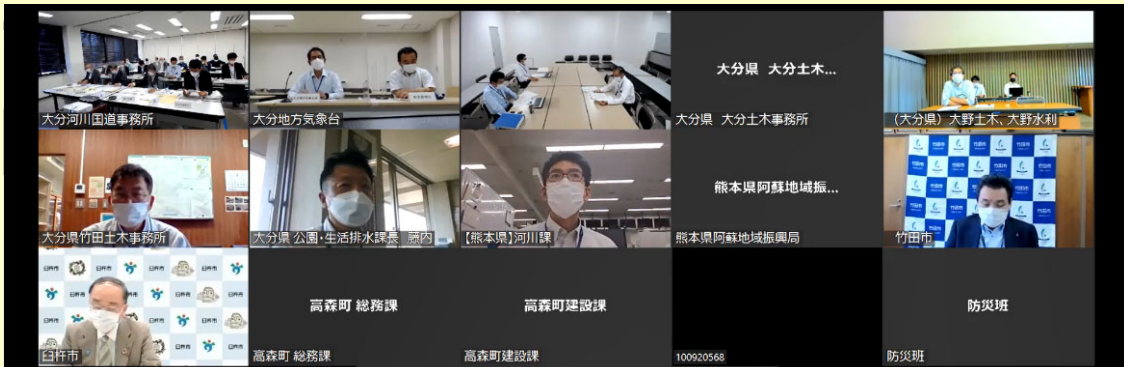 大分県 大分土木...
大分河川国道事務所
大分地方気象台
大分県 大分土木事務所
(大分県)大野土木、大野水利
熊本県阿蘇地域振...
大分県竹田土木事務所
大分県 公園・生活排水課長 藤内
【熊本県】河川課
熊本県阿蘇地域振興局
竹田市
高森町 総務課
高森町建設課
防災班
臼杵市
高森町 総務課
高森町建設課
100920568
防災班